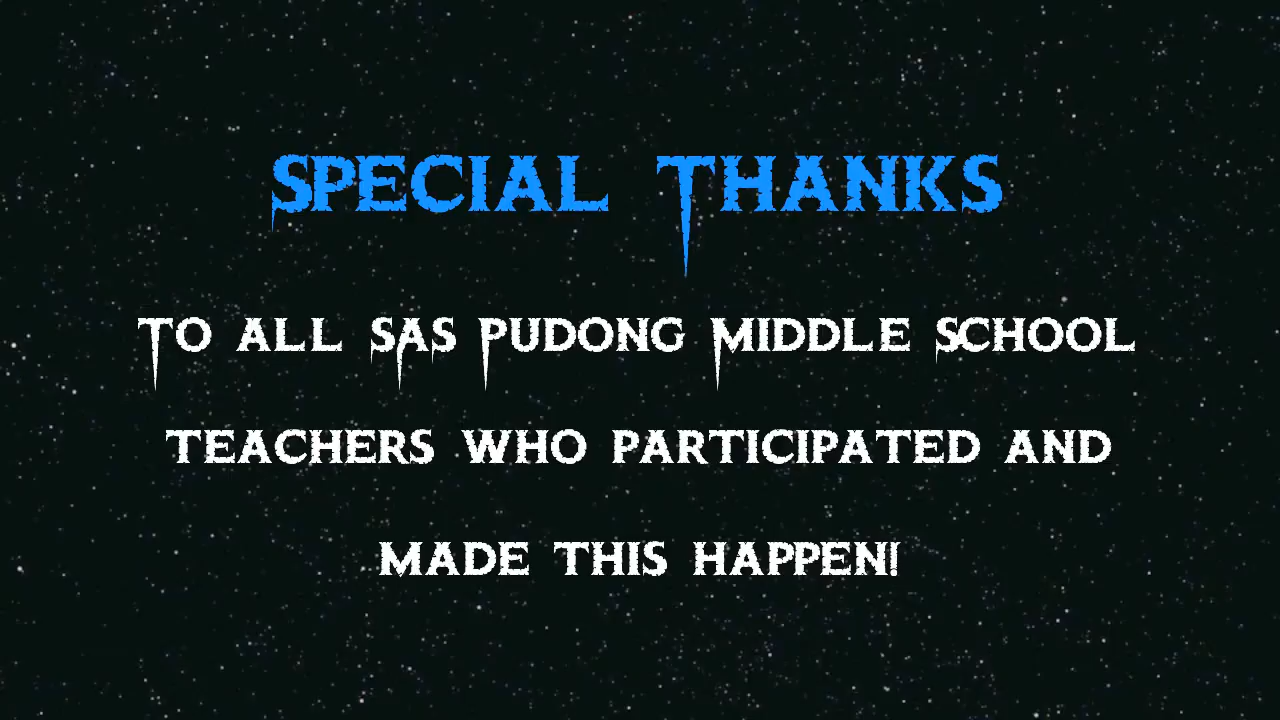 Special Thanks
To all SAS Pudong Middle School
teachers who participated and
made this happen!